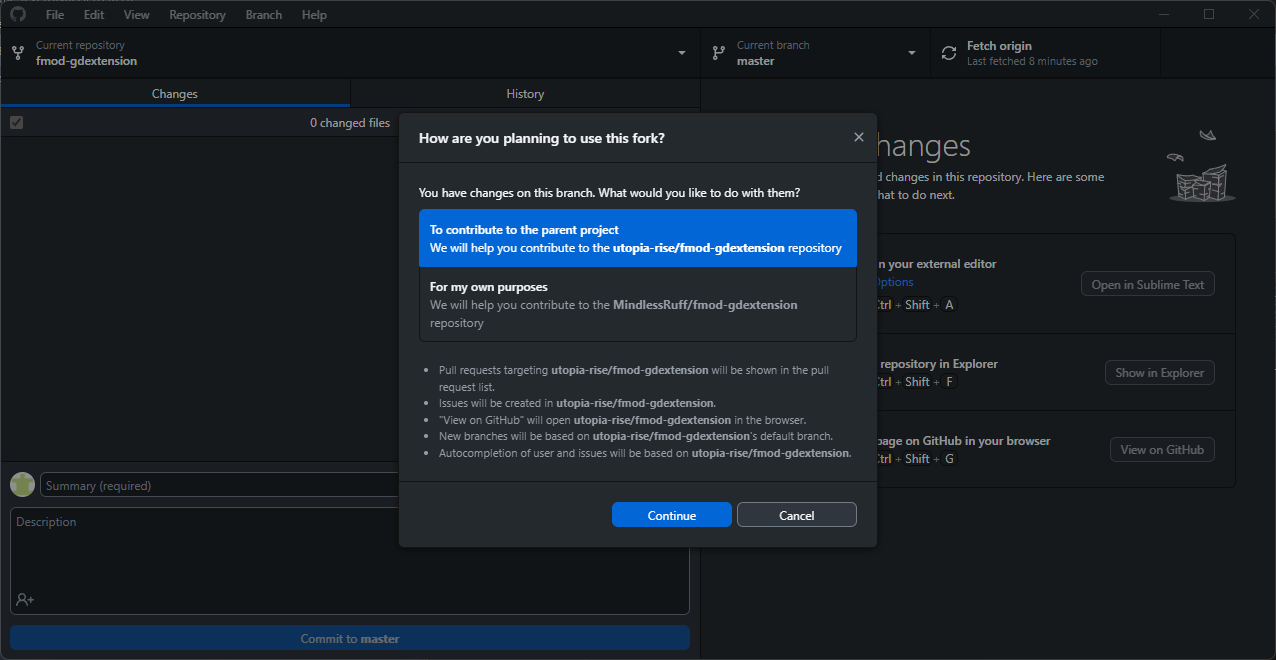 File Edit View Repository Branch Help
Current repository
fmod-gdextension
Current branch
master
Fetch origin
Last fetched 8 minutes ago
Changes
History
0 changed files
Summary (required)
Description
Commit to master
How are you planning to use this fork?
You have changes on this branch. What would you like to do with them?
To contribute to the parent project
We will help you contribute to the utopia-rise/fmod-gdextension repository
For my own purposes
We will help you contribute to the MindlessRuff/fmod-gdextension
repository
• Pull requests targeting utopia-rise/fmod-gdextension will be shown in the pull
request list.
• Issues will be created in utopia-rise/fmod-gdextension.
• "View on GitHub" will open utopia-rise/fmod-gdextension in the browser.
• New branches will be based on utopia-rise/fmod-gdextension's default branch.
• Autocompletion of user and issues will be based on utopia-rise/fmod-gdextension.
Continue
Cancel
hanges
d changes in this repository. Here are some
hat to do next.
n your external editor
Options
Ctrl + Shift + A
Open in Sublime Text
repository in Explorer
Ctrl + Shift + F
Show in Explorer
page on GitHub in your browser
Ctrl + Shift + G
View on GitHub